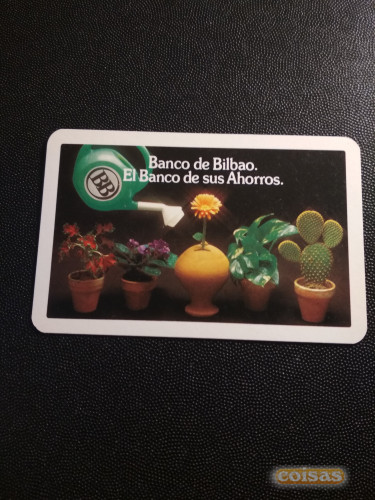 Banco de Bilbao.
El Banco de sus Ahorros.
BB
coisas